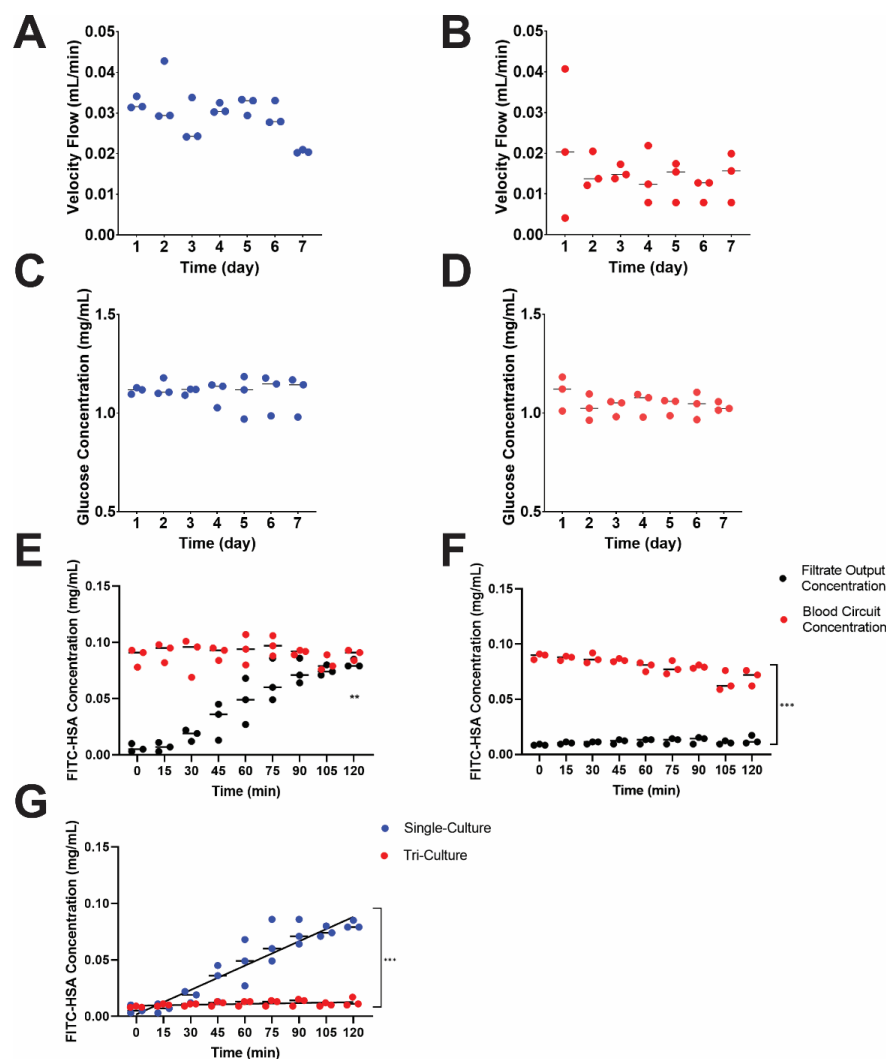 A
Velocity Flow (mL/min)
0.05
0.04
0.03
0.02
0.01
0.00
1 2 3 4 5 6 7
Time (day)
B
Velocity Flow (mL/min)
0.05
0.04
0.03
0.02
0.01
0.00
1 2 3 4 5 6 7
Time (day)
C
Glucose Concentration (mg/mL)
1.5
1.0
0.5
1 2 3 4 5 6 7
Time (day)
D
Glucose Concentration (mg/mL)
1.5
1.0
0.5
1 2 3 4 5 6 7
Time (day)
E
FITC-HSA Concentration (mg/mL)
0.15
0.10
0.05
0.00
**
0 15 30 45 60 75 90 105 120
Time (min)
F
FITC-HSA Concentration (mg/mL)
0.15
0.10
0.05
0.00
***
0 15 30 45 60 75 90 105 120
Time (min)
Filtrate Output
Concentration
Blood Circuit
Concentration
G
FITC-HSA Concentration (mg/mL)
0.15
0.10
0.05
0.00
***
0 15 30 45 60 75 90 105 120
Time (min)
Single-Culture
Tri-Culture